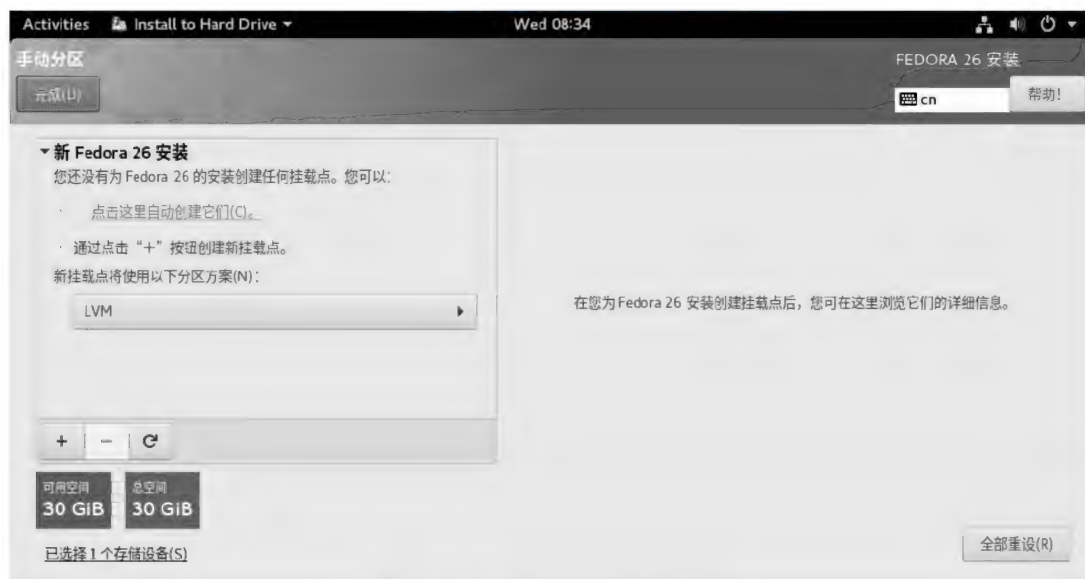 Activities Install to Hard Drive Wed 08:34
手动分区
FEDORA 26 安装
完成(D)
cn
帮助!
新 Fedora 26 安装
您还没有为 Fedora 26 的安装创建任何挂载点。您可以:
· 点击这里自动创建它们(C)。
· 通过点击“+”按钮创建新挂载点。
新挂载点将使用以下分区方案(N):
LVM
在您为 Fedora 26 安装创建挂载点后，您可在这里浏览它们的详细信息。
+ −
可用空间 总空间
30 GiB 30 GiB
已选择 1 个存储设备(S)
全部重设(R)